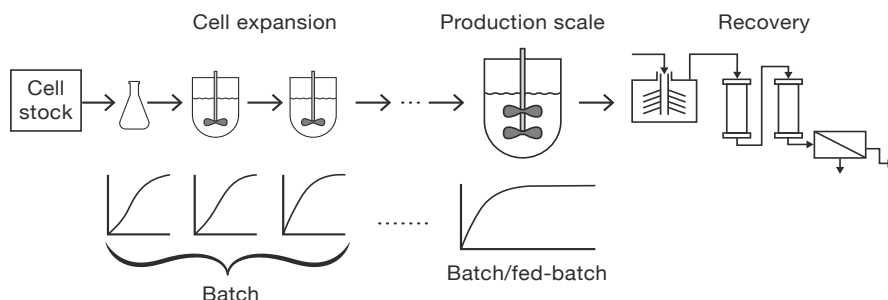 Cell expansion
Production scale
Recovery
Cell
stock
Batch
Batch/fed-batch